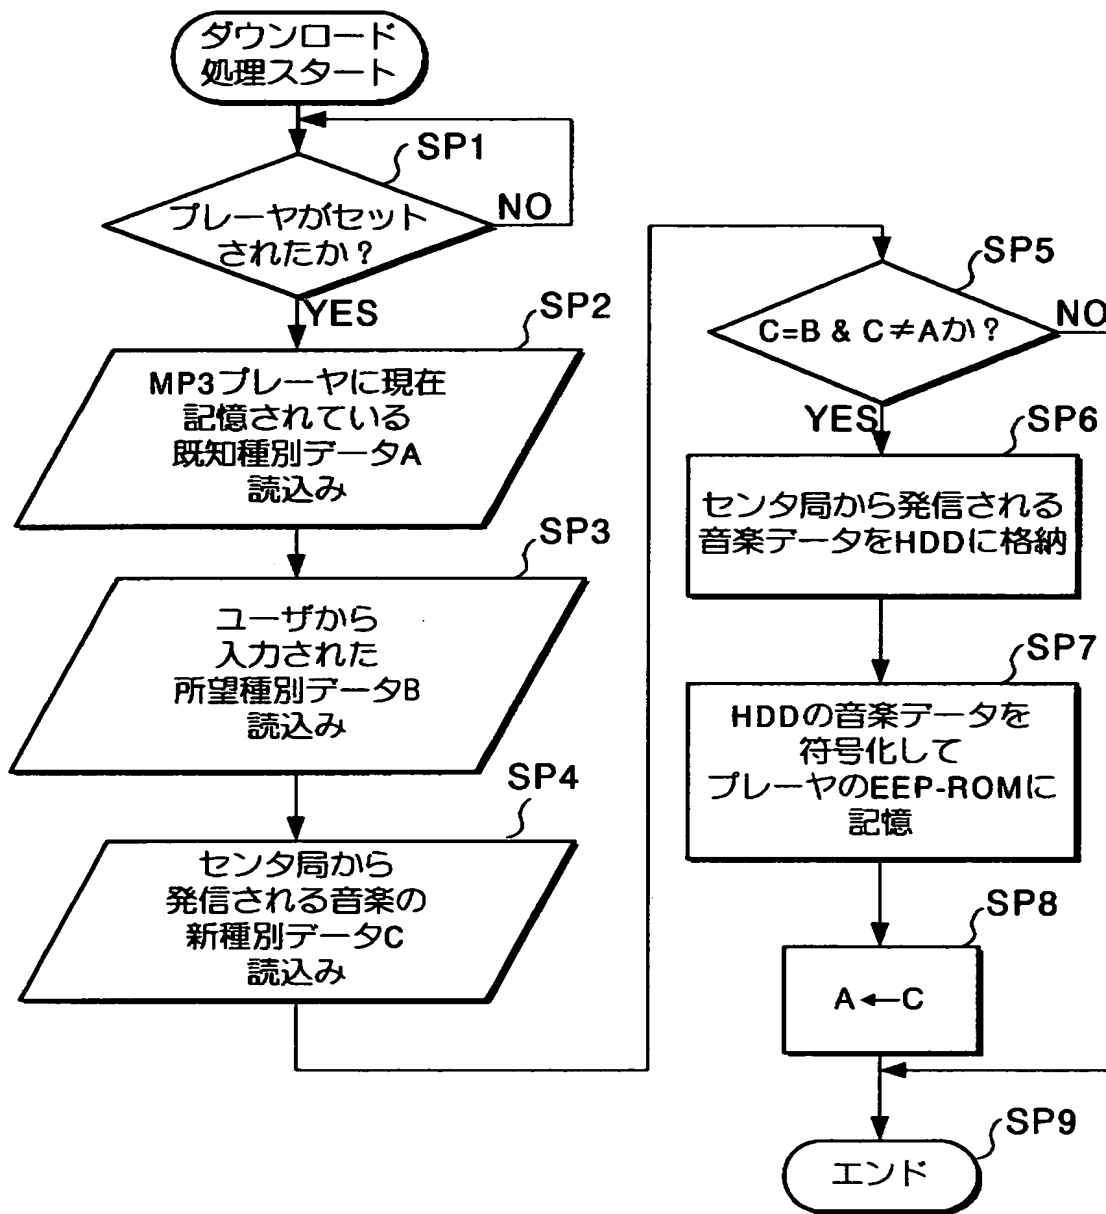 ダウンロード
処理スタート
SP1
プレーヤがセット
されたか?
NO
YES
SP2
MP3プレーヤに現在
記憶されている
既知種別データA
読込み
SP3
ユーザから
入力された
所望種別データB
読込み
SP4
センタ局から
発信される音楽の
新種別データC
読込み
SP5
C=B & C≠Aか?
NO
YES
SP6
センタ局から発信される
音楽データをHDDに格納
SP7
HDDの音楽データを
符号化して
プレーヤのEEP-ROMに
記憶
SP8
A←C
SP9
エンド